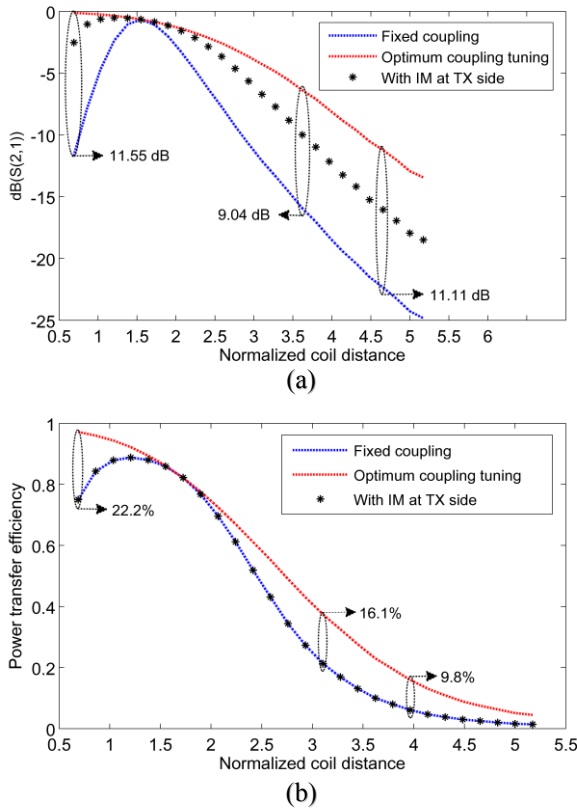 0
-5
-10
-15
-20
-25
dB(S(2,1))
Fixed coupling
Optimum coupling tuning
With IM at TX side
11.55 dB
9.04 dB
11.11 dB
0.5 1 1.5 2 2.5 3 3.5 4 4.5 5 5.5 6
Normalized coil distance
(a)
1
0.8
0.6
0.4
0.2
0
Power transfer efficiency
Fixed coupling
Optimum coupling tuning
With IM at TX side
22.2%
16.1%
9.8%
0.5 1 1.5 2 2.5 3 3.5 4 4.5 5 5.5
Normalized coil distance
(b)